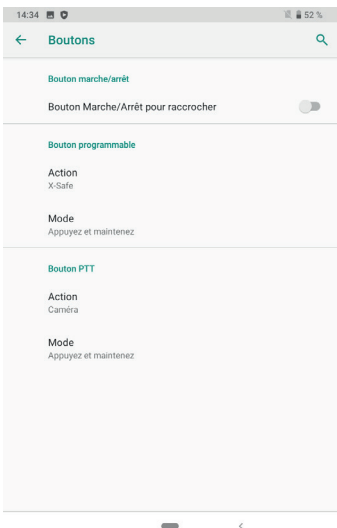 14:34
52 %
Boutons
Bouton marche/arrêt
Bouton Marche/Arrêt pour raccrocher
Bouton programmable
Action
X-Safe
Mode
Appuyez et maintenez
Bouton PTT
Action
Caméra
Mode
Appuyez et maintenez